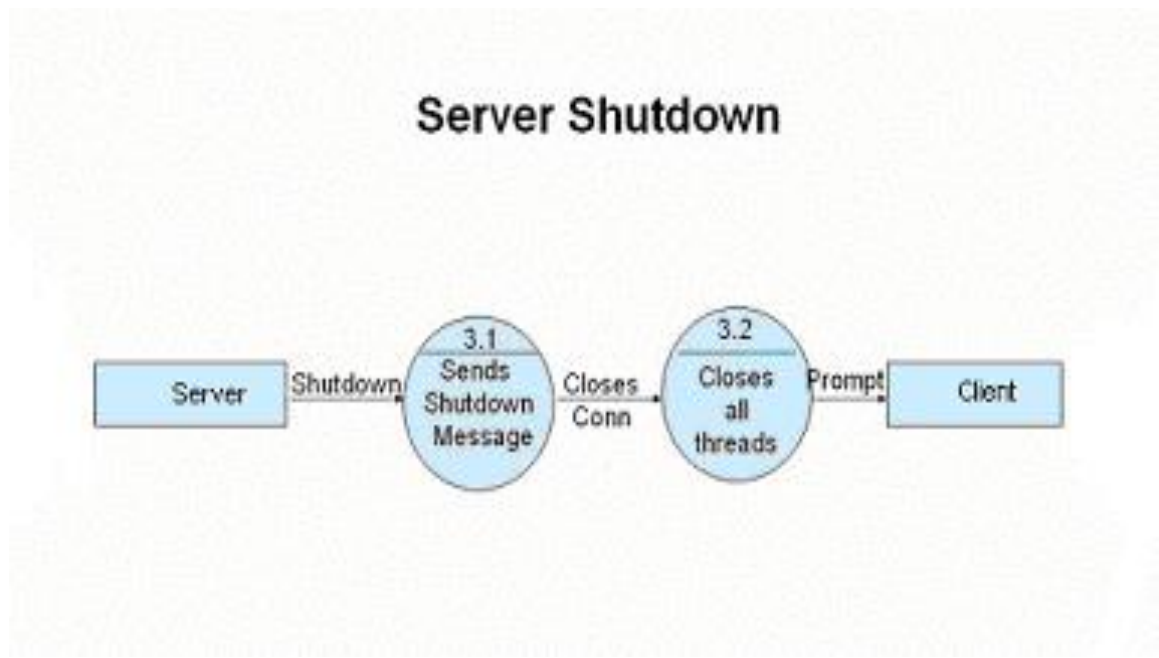 Server Shutdown
Server
Shutdown
3.1
Sends
Shutdown
Message
Closes
Conn
3.2
Closes
all
threads
Prompt
Client